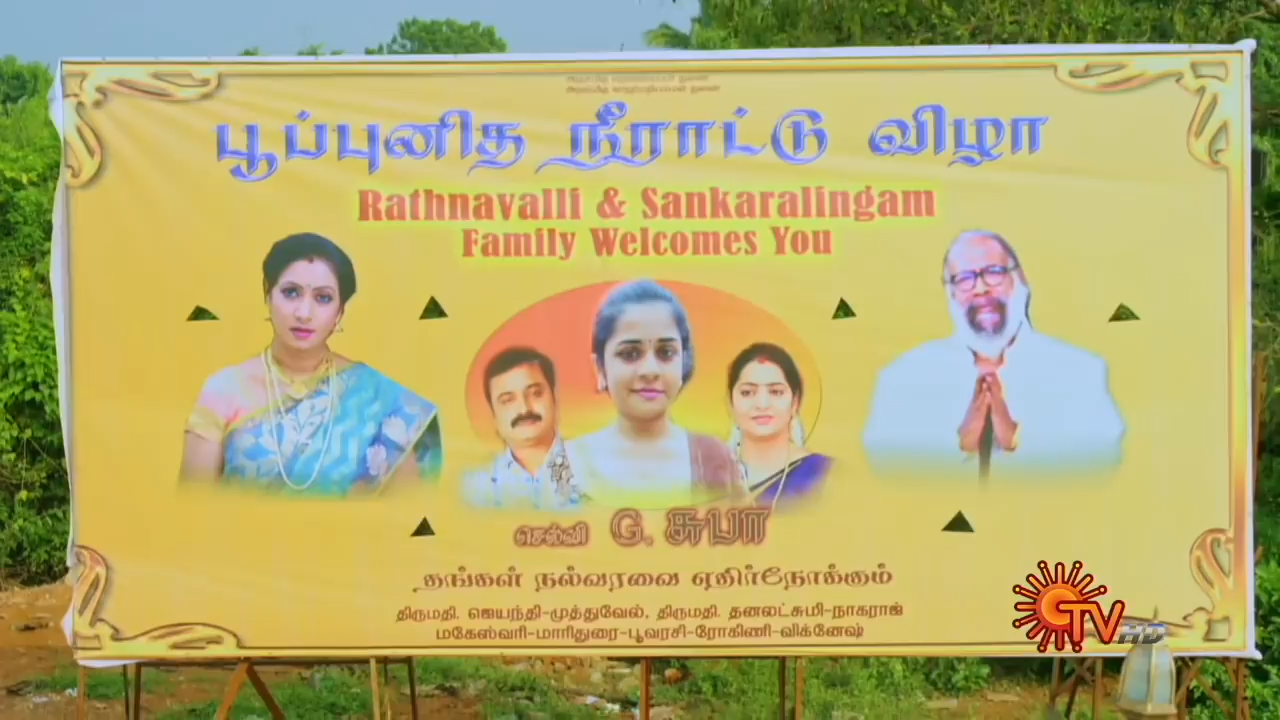 பூப்புனித நீராட்டு விழா
Rathnavalli & Sankaralingam
Family Welcomes You
செல்வி G. சுபா
தங்கள் நல்வரவை எதிர்நோக்கும்
திருமதி. ஜெயந்தி-முத்துவேல், திருமதி. தனலட்சுமி-நாகராஜ்
மகேஸ்வரி-மாரிதுரை-பூவரசி-ரோகிணி-விக்னேஷ்
TV HD